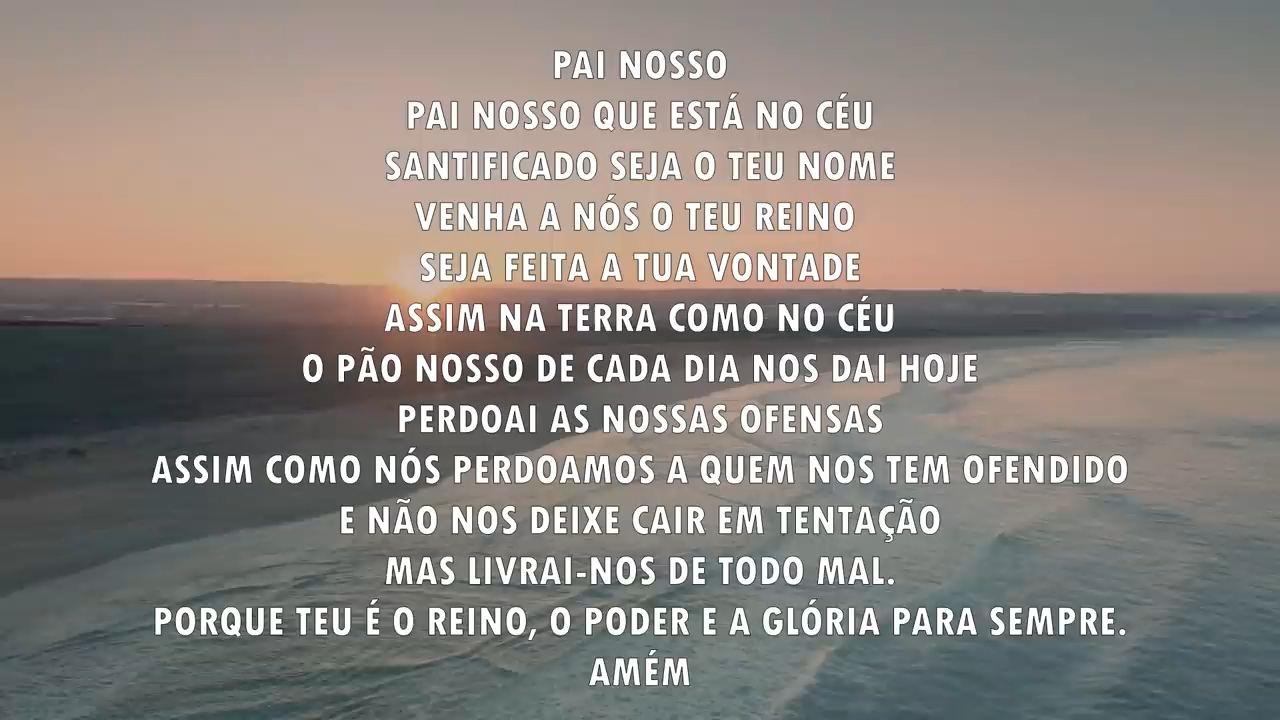 PAI NOSSO
PAI NOSSO QUE ESTÁ NO CÉU
SANTIFICADO SEJA O TEU NOME
VENHA A NÓS O TEU REINO
SEJA FEITA A TUA VONTADE
ASSIM NA TERRA COMO NO CÉU
O PÃO NOSSO DE CADA DIA NOS DAI HOJE
PERDOAI AS NOSSAS OFENSAS
ASSIM COMO NÓS PERDOAMOS A QUEM NOS TEM OFENDIDO
E NÃO NOS DEIXE CAIR EM TENTAÇÃO
MAS LIVRAI-NOS DE TODO MAL.
PORQUE TEU É O REINO, O PODER E A GLÓRIA PARA SEMPRE.
AMÉM